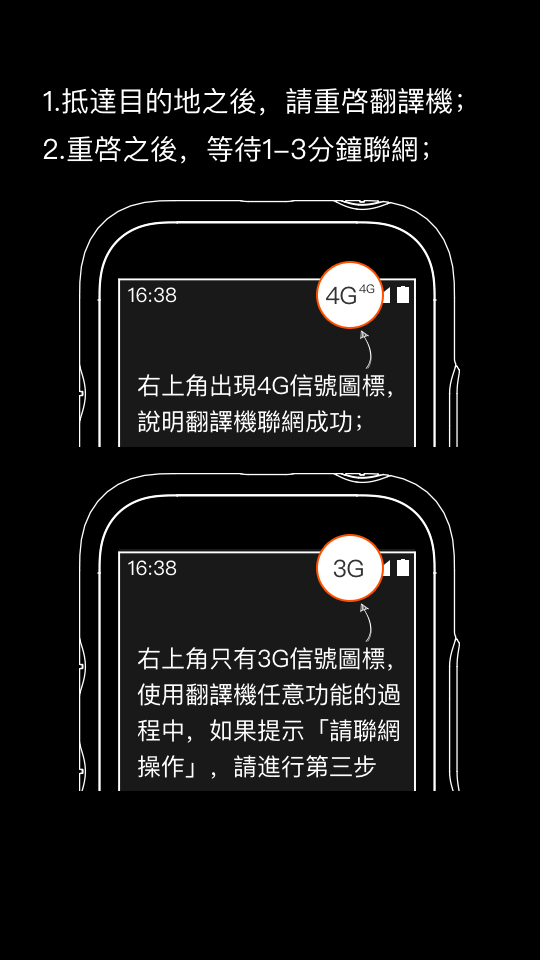 1.抵達目的地之後，請重啓翻譯機；
2.重啓之後，等待1–3分鐘聯網；
16:38 4G 4G
右上角出現4G信號圖標，
說明翻譯機聯網成功；
16:38 3G
右上角只有3G信號圖標，
使用翻譯機任意功能的過
程中，如果提示「請聯網
操作」，請進行第三步